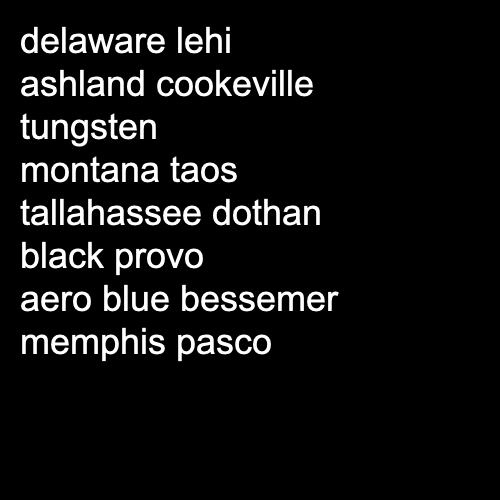 delaware lehi
ashland cookeville
tungsten
montana taos
tallahassee dothan
black provo
aero blue bessemer
memphis pasco